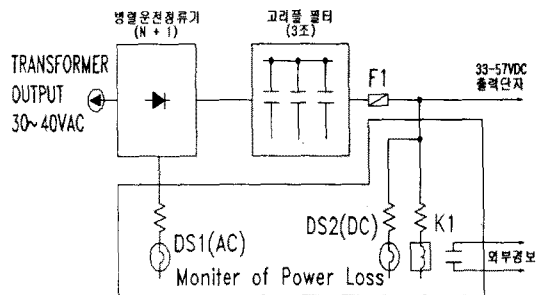 병렬운전정류기
(N + 1)
고리플 필터
(3조)
TRANSFORMER
OUTPUT
30~40VAC
F1
33-57VDC
출력단자
DS1(AC)
DS2(DC)
K1
외부경보
Moniter of Power Loss